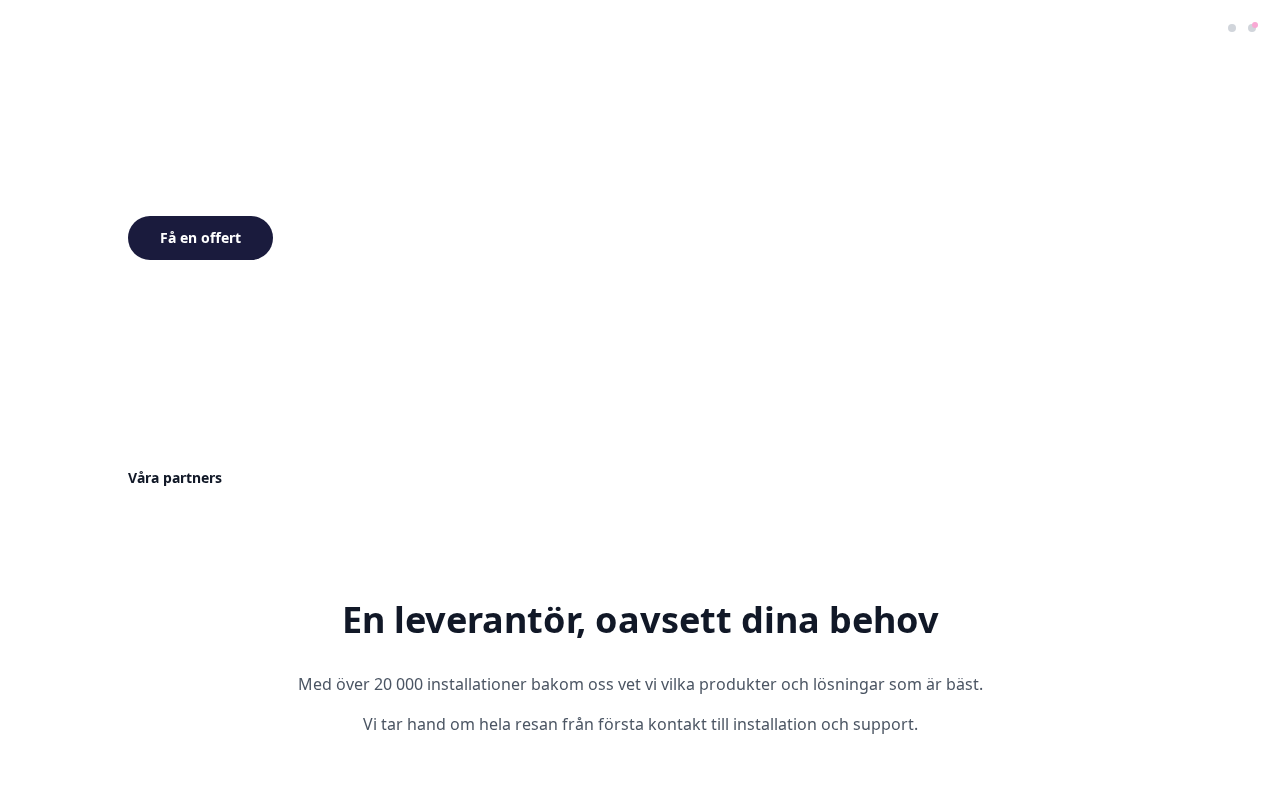 Få en offert
Våra partners
En leverantör, oavsett dina behov
Med över 20 000 installationer bakom oss vet vi vilka produkter och lösningar som är bäst.
Vi tar hand om hela resan från första kontakt till installation och support.